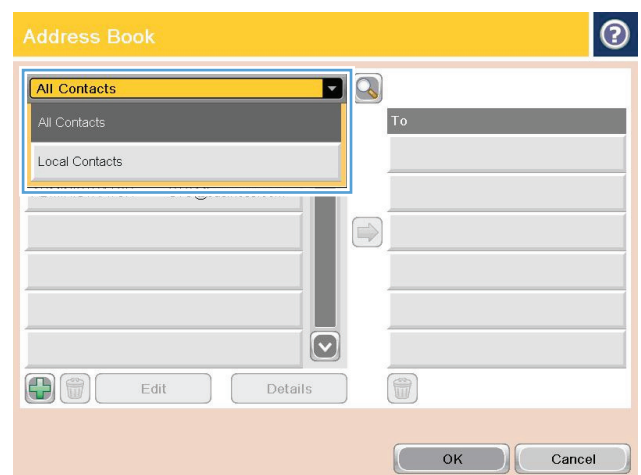 Address Book
All Contacts
All Contacts
Local Contacts
To
Edit
Details
OK
Cancel